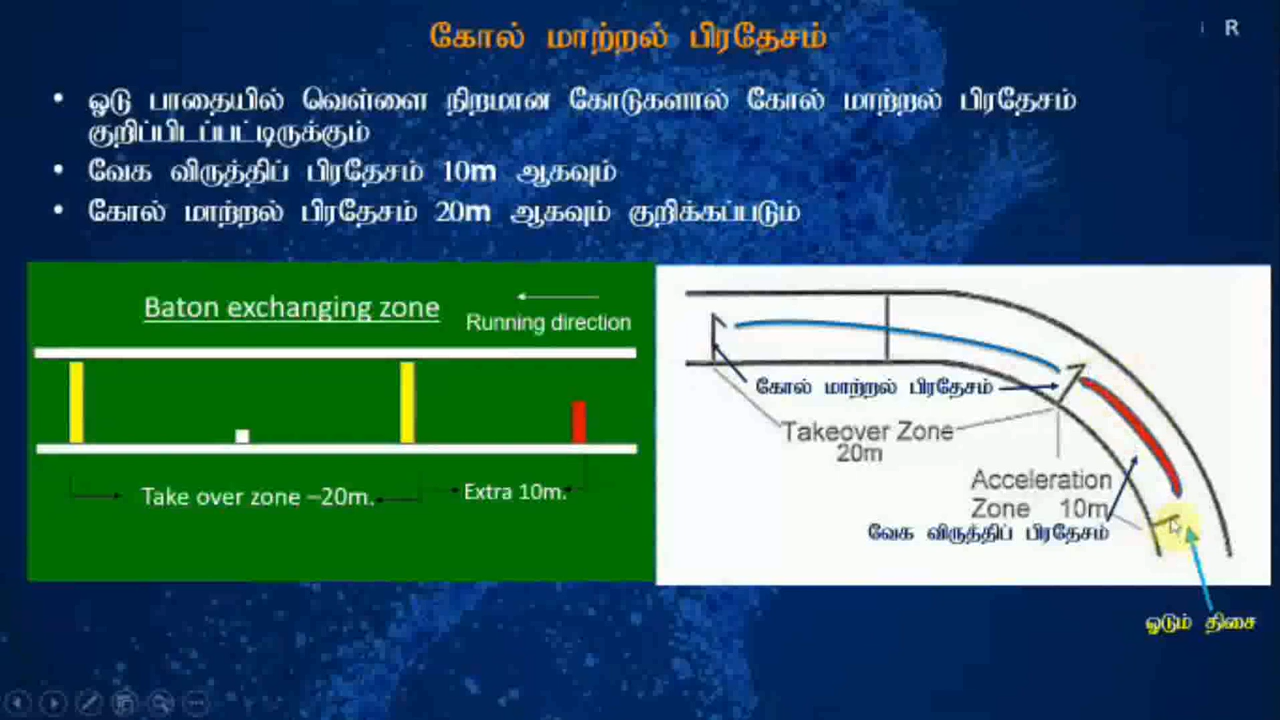 கோல் மாற்றல் பிரதேசம்
R
• ஓடு பாதையில் வெள்ளை நிறமான கோடுகளால் கோல் மாற்றல் பிரதேசம்
குறிப்பிடப்பட்டிருக்கும்
• வேக விருத்திப் பிரதேசம் 10m ஆகவும்
• கோல் மாற்றல் பிரதேசம் 20m ஆகவும் குறிக்கப்படும்
Baton exchanging zone
Running direction
Take over zone –20m.
Extra 10m.
கோல் மாற்றல் பிரதேசம்
Takeover Zone
20m
Acceleration
Zone 10m
வேக விருத்திப் பிரதேசம்
ஓடும் திசை